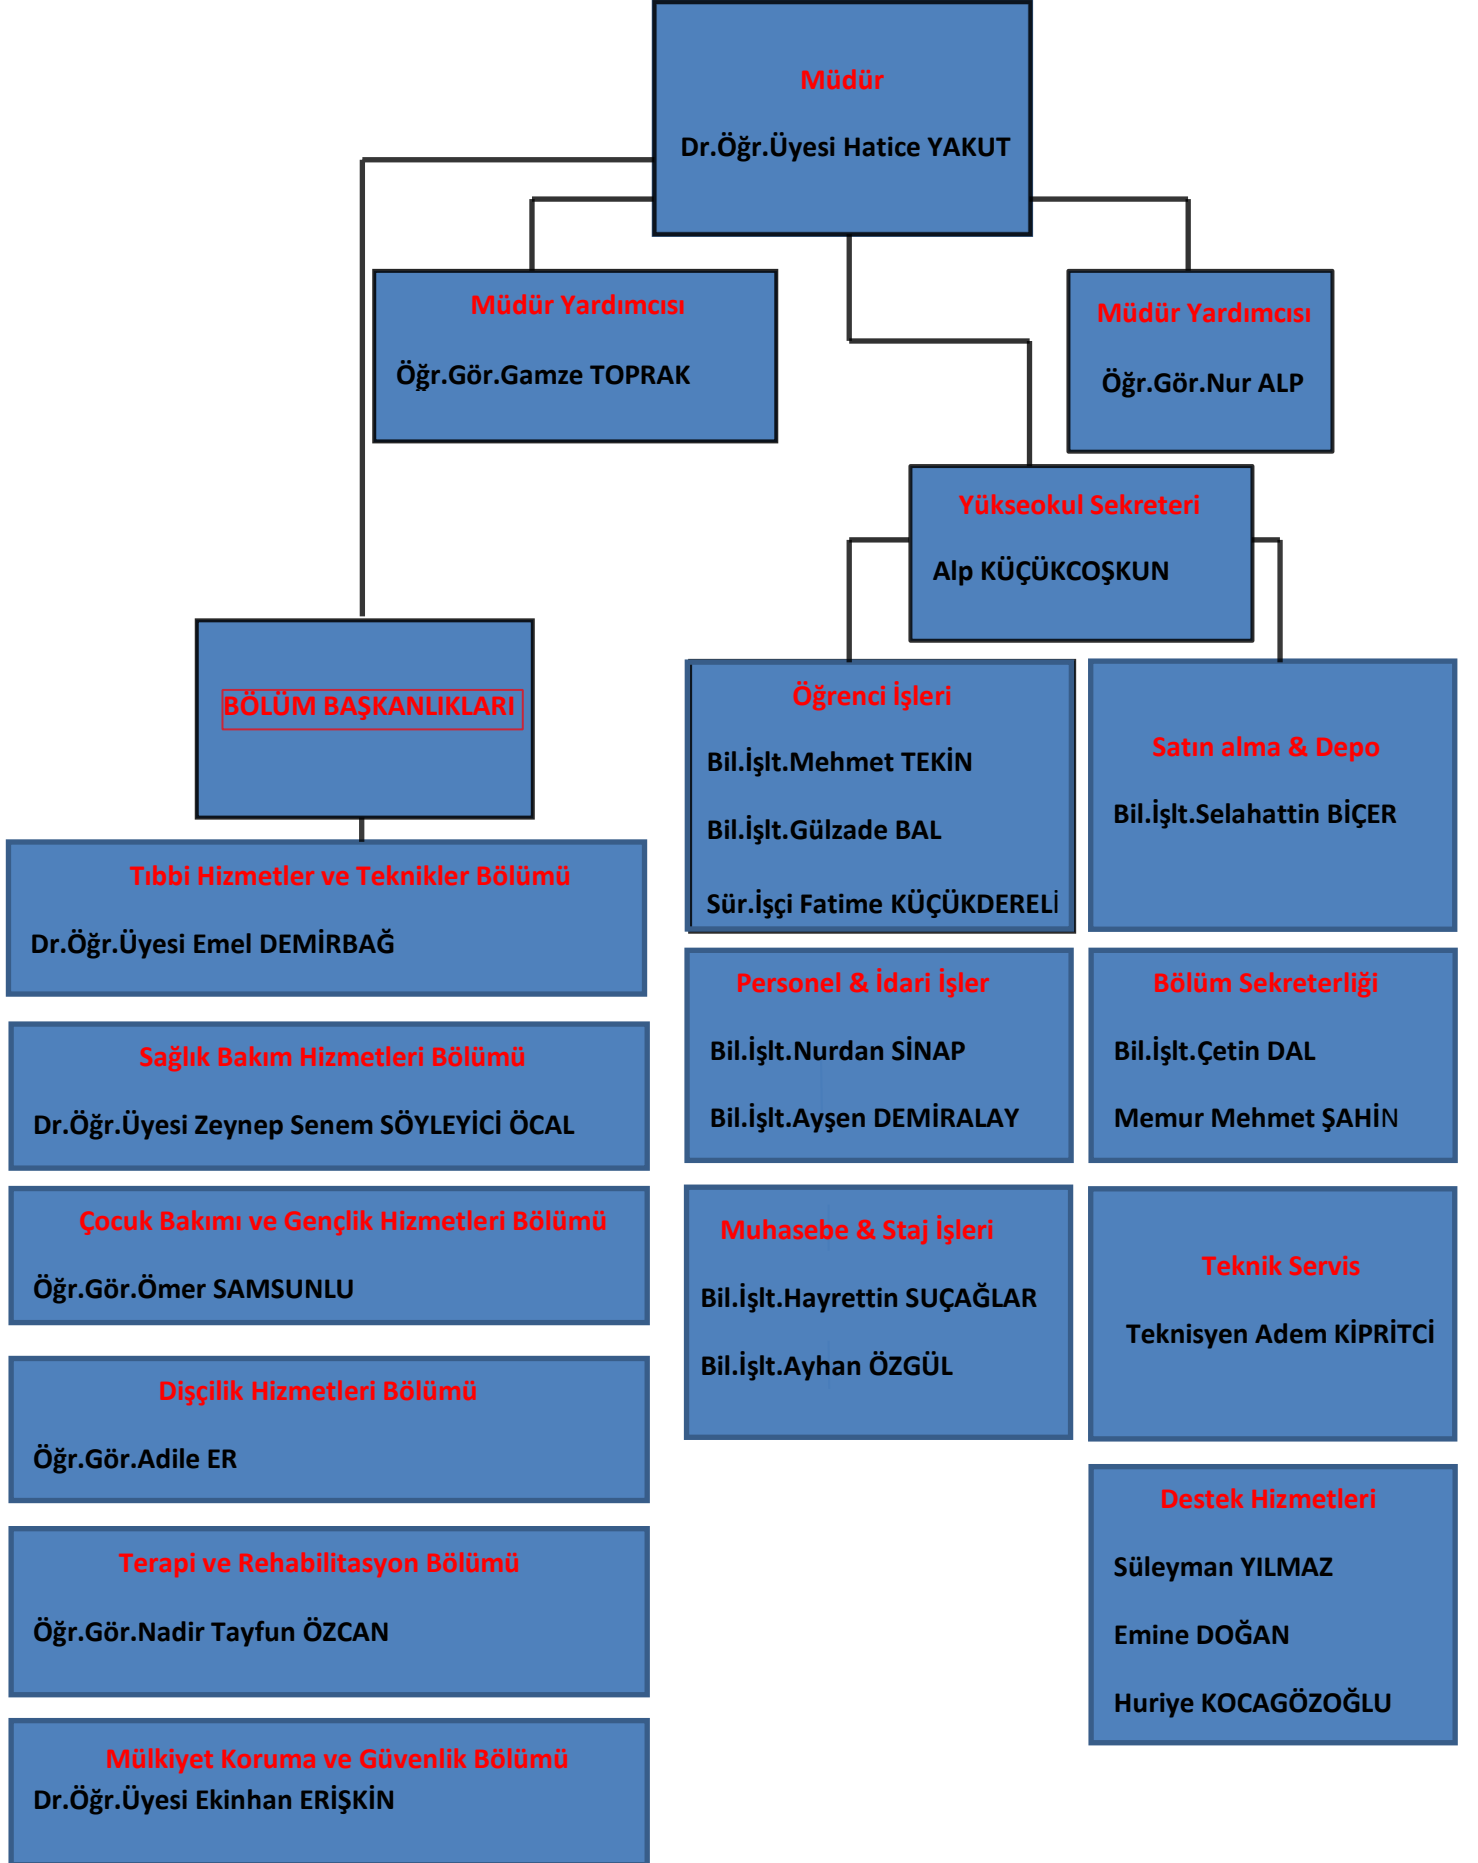 Müdür
Dr.Öğr.Üyesi Hatice YAKUT
Müdür Yardımcısı
Öğr.Gör.Gamze TOPRAK
Müdür Yardımcısı
Öğr.Gör.Nur ALP
Yükseokul Sekreteri
Alp KÜÇÜKCOŞKUN
BÖLÜM BAŞKANLIKLARI
Tıbbi Hizmetler ve Teknikler Bölümü
Dr.Öğr.Üyesi Emel DEMİRBAĞ
Sağlık Bakım Hizmetleri Bölümü
Dr.Öğr.Üyesi Zeynep Senem SÖYLEYİCİ ÖCAL
Çocuk Bakımı ve Gençlik Hizmetleri Bölümü
Öğr.Gör.Ömer SAMSUNLU
Dişçilik Hizmetleri Bölümü
Öğr.Gör.Adile ER
Terapi ve Rehabilitasyon Bölümü
Öğr.Gör.Nadir Tayfun ÖZCAN
Mülkiyet Koruma ve Güvenlik Bölümü
Dr.Öğr.Üyesi Ekinhan ERİŞKİN
Öğrenci İşleri
Bil.İşlt.Mehmet TEKİN
Bil.İşlt.Gülzade BAL
Sür.İşçi Fatime KÜÇÜKDERELİ
Personel & İdari İşler
Bil.İşlt.Nurdan SİNAP
Bil.İşlt.Ayşen DEMİRALAY
Muhasebe & Staj İşleri
Bil.İşlt.Hayrettin SUÇAĞLAR
Bil.İşlt.Ayhan ÖZGÜL
Satın alma & Depo
Bil.İşlt.Selahattin BİÇER
Bölüm Sekreterliği
Bil.İşlt.Çetin DAL
Memur Mehmet ŞAHİN
Teknik Servis
Teknisyen Adem KİPRİTCİ
Destek Hizmetleri
Süleyman YILMAZ
Emine DOĞAN
Huriye KOCAGÖZOĞLU